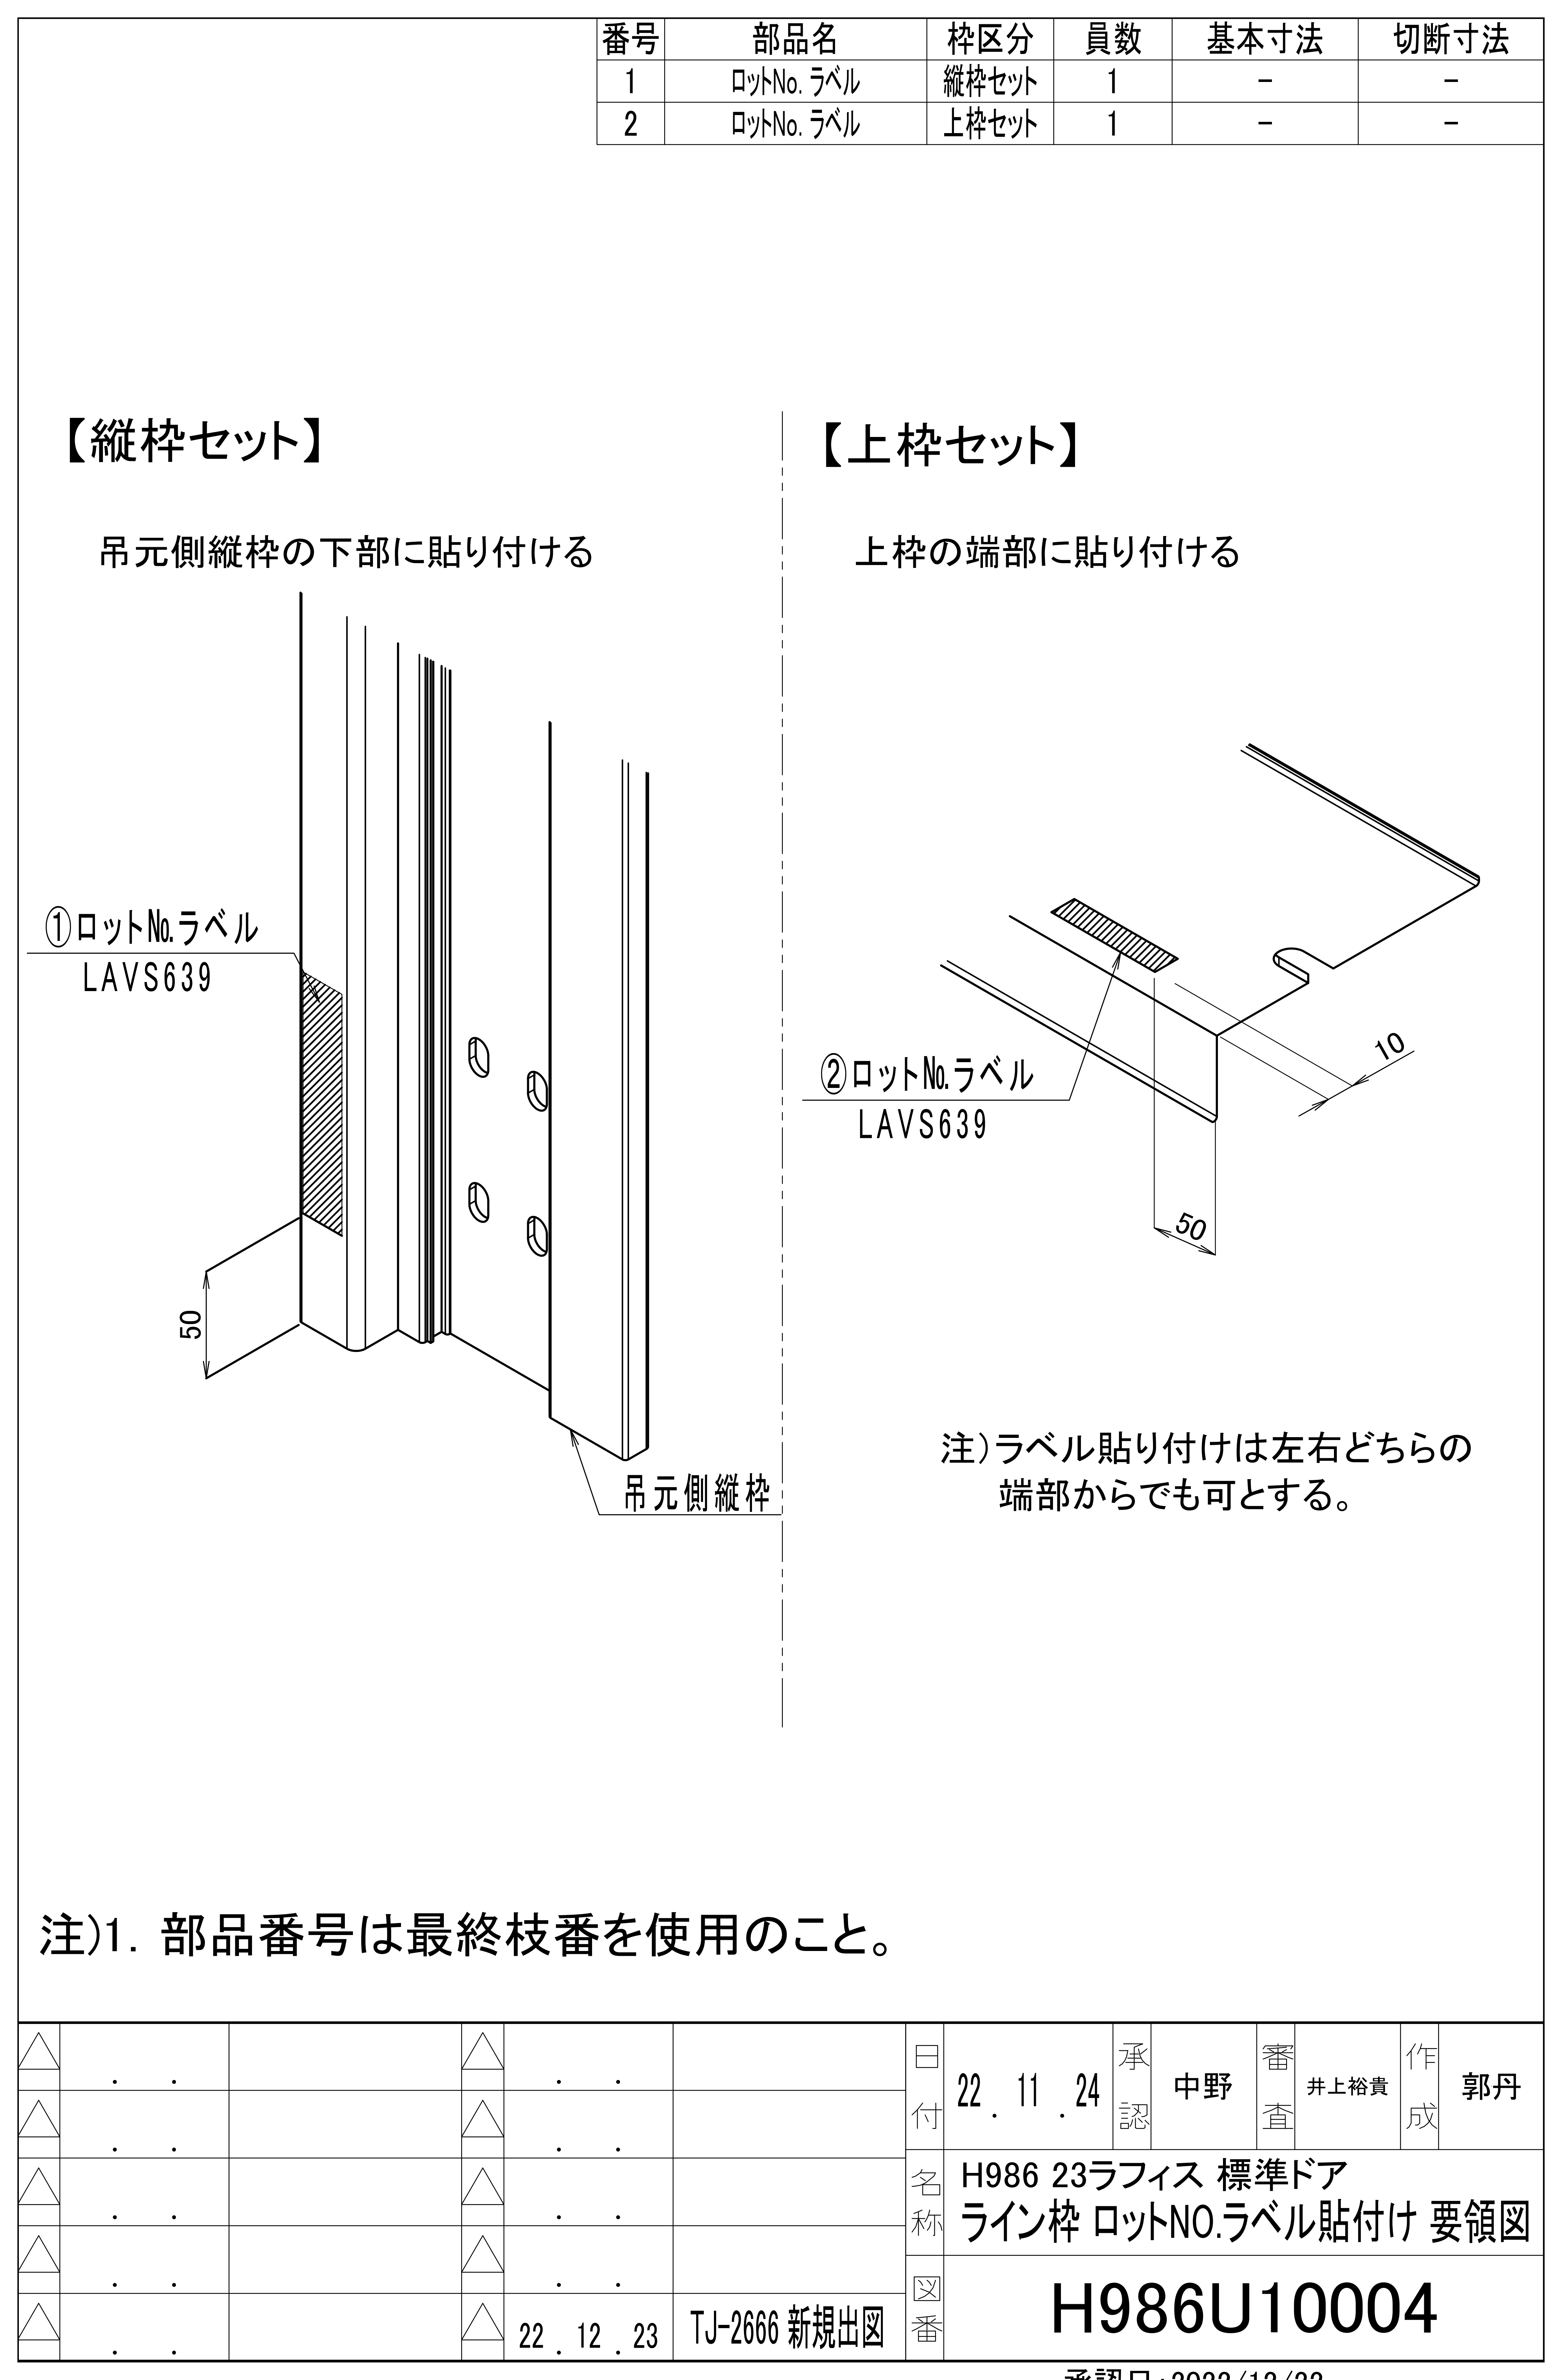 番号 部品名 枠区分 員数 基本寸法 切断寸法
1 ロットNo. ラベル 縦枠セット 1 − −
2 ロットNo. ラベル 上枠セット 1 − −
【縦枠セット】
吊元側縦枠の下部に貼り付ける
①ロット№.ラベル
LAVS639
50
吊元側縦枠
【上枠セット】
上枠の端部に貼り付ける
②ロット№.ラベル
LAVS639
10
50
注)ラベル貼り付けは左右どちらの
端部からでも可とする。
注)1. 部品番号は最終枝番を使用のこと。
日付 22 . 11 . 24 承認 中野 審査 井上裕貴 作成 郭丹
名称 H986 23ラフィス 標準ドア
ライン枠 ロットNO.ラベル貼付け 要領図
22 . 12 . 23 TJ-2666 新規出図
図番 H986U10004